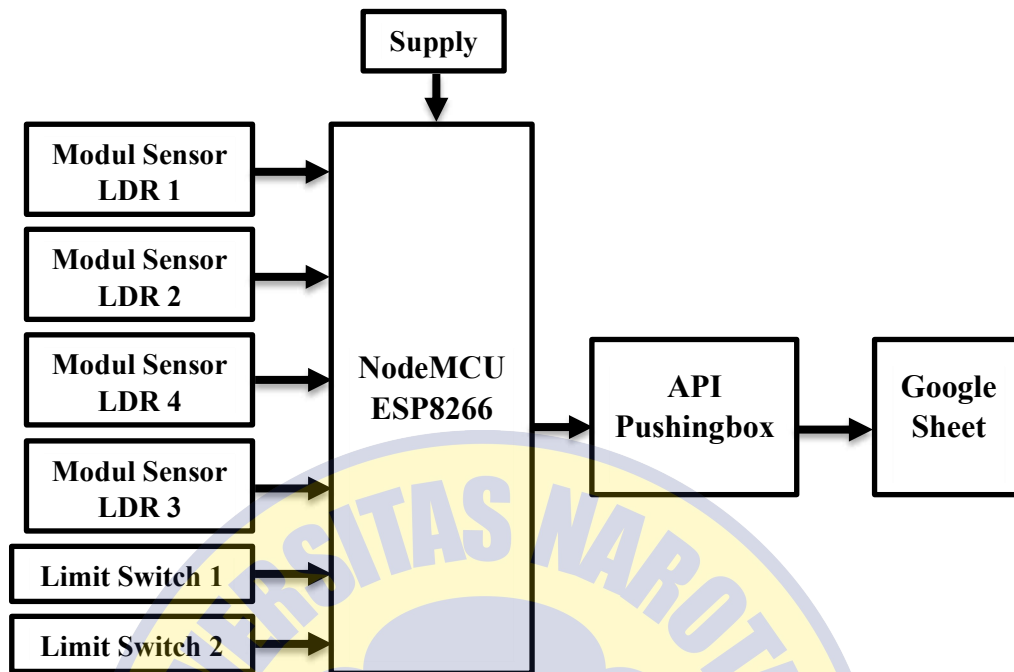 Supply
Modul Sensor
LDR 1
Modul Sensor
LDR 2
Modul Sensor
LDR 4
Modul Sensor
LDR 3
Limit Switch 1
Limit Switch 2
NodeMCU
ESP8266
API
Pushingbox
Google
Sheet